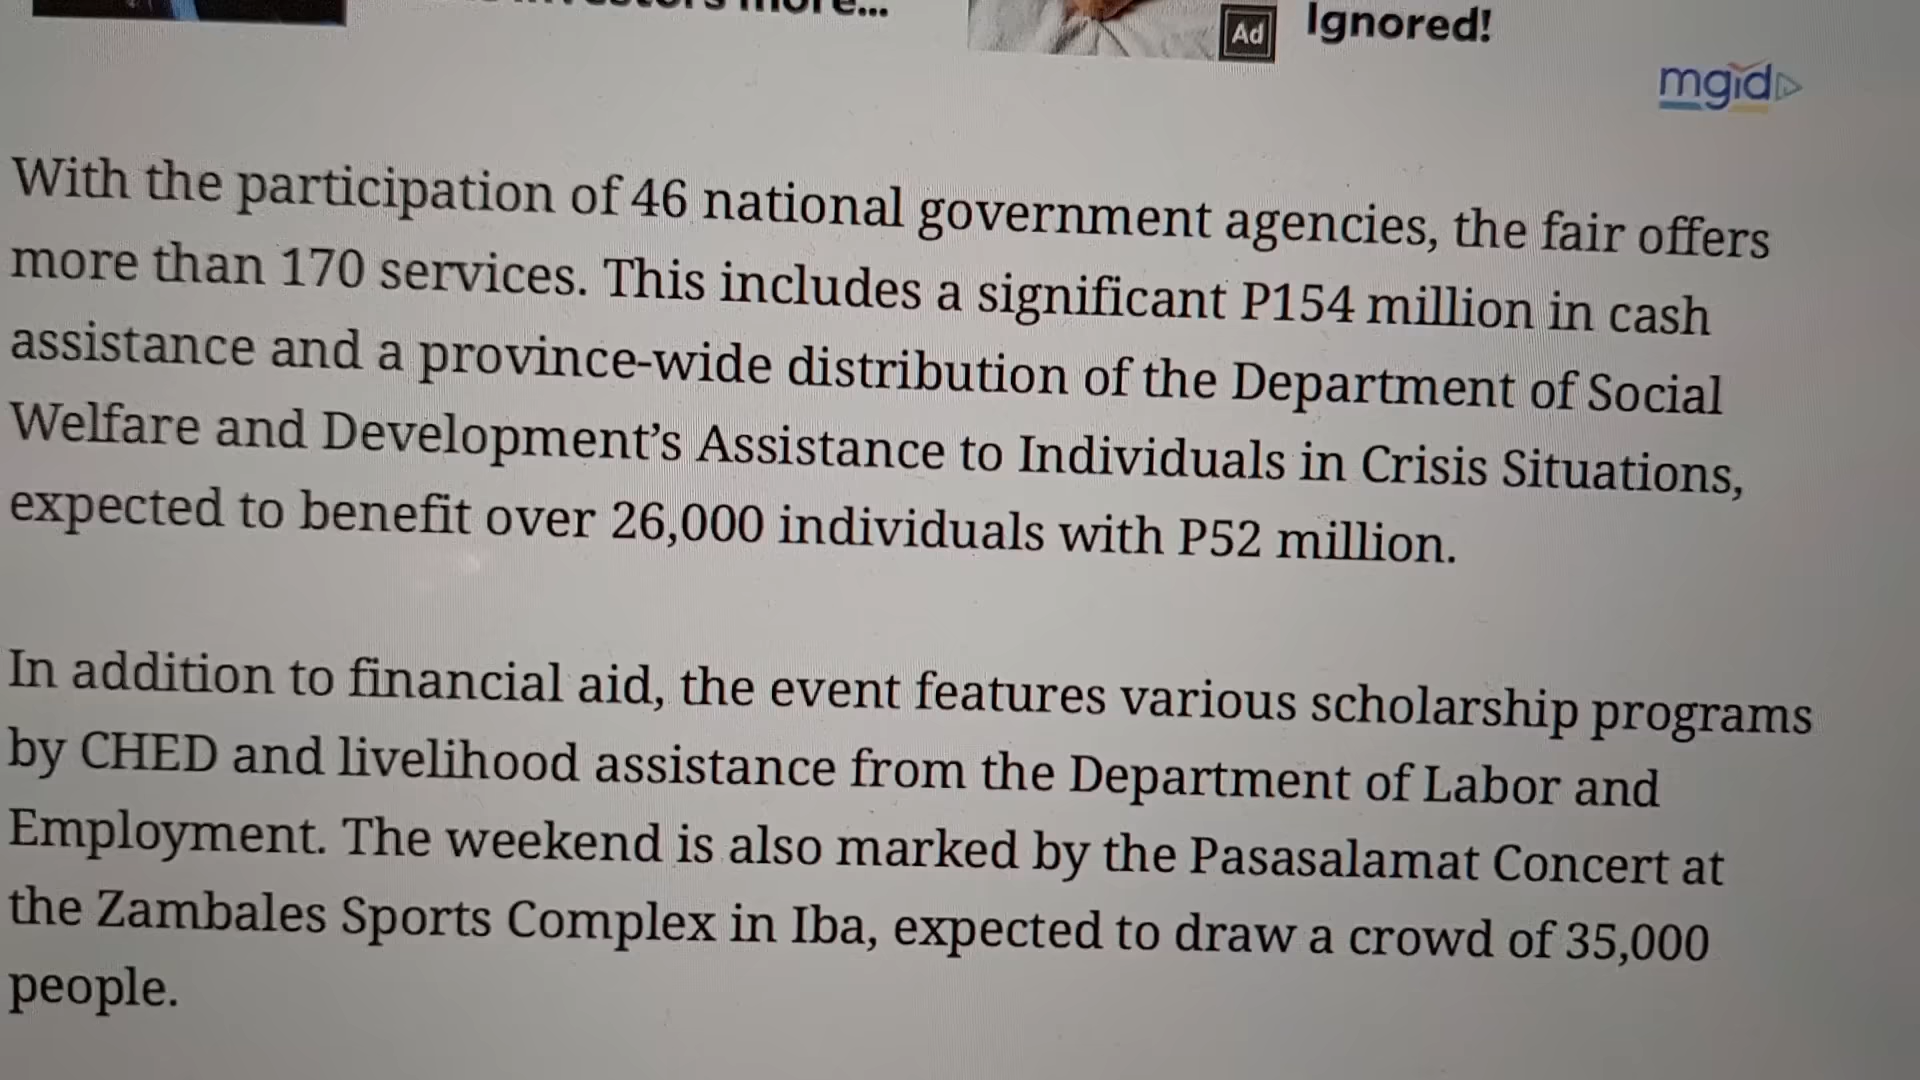 more...
Ad
Ignored!
mgid
With the participation of 46 national government agencies, the fair offers
more than 170 services. This includes a significant P154 million in cash
assistance and a province-wide distribution of the Department of Social
Welfare and Development’s Assistance to Individuals in Crisis Situations,
expected to benefit over 26,000 individuals with P52 million.
In addition to financial aid, the event features various scholarship programs
by CHED and livelihood assistance from the Department of Labor and
Employment. The weekend is also marked by the Pasasalamat Concert at
the Zambales Sports Complex in Iba, expected to draw a crowd of 35,000
people.